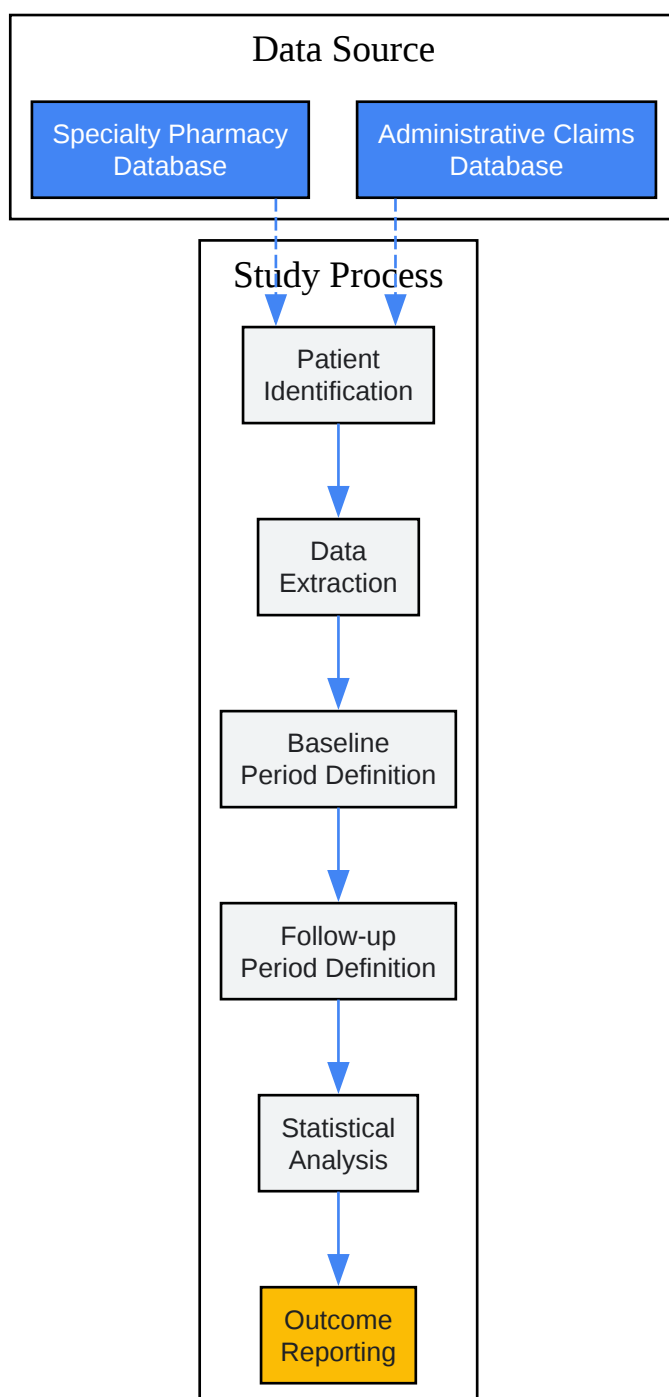 Data Source
Specialty Pharmacy
Database
Administrative Claims
Database
Study Process
Patient
Identification
Data
Extraction
Baseline
Period Definition
Follow-up
Period Definition
Statistical
Analysis
Outcome
Reporting